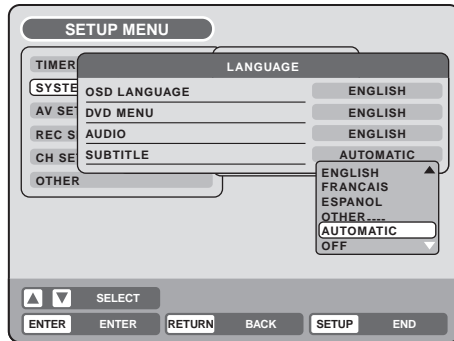 SETUP MENU
TIMER
LANGUAGE
SYSTE
OSD LANGUAGE ENGLISH
AV SE
DVD MENU ENGLISH
REC S
AUDIO ENGLISH
CH SE
SUBTITLE AUTOMATIC
OTHER
ENGLISH
FRANCAIS
ESPANOL
OTHER----
AUTOMATIC
OFF
SELECT
ENTER ENTER RETURN BACK SETUP END